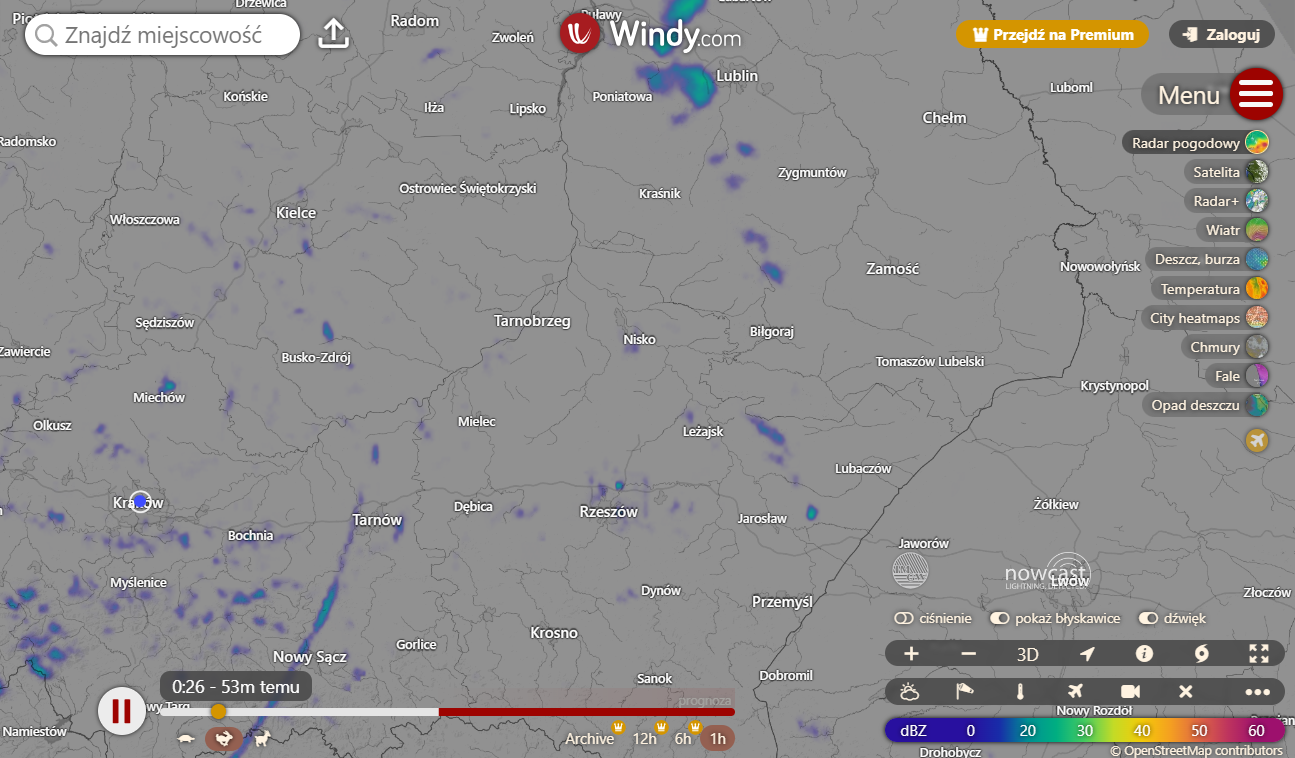 Drzewica
Lubartów
Puławy
Znajdź miejscowość
Radom
Zwoleń
Windy.com
Przejdź na Premium
Zaloguj
Lublin
Luboml
Menu
Końskie
Iłża
Lipsko
Poniatowa
Chełm
Radomsko
Radar pogodowy
Zygmuntów
Satelita
Ostrowiec Świętokrzyski
Kraśnik
Radar+
Włoszczowa
Kielce
Wiatr
Zamość
Nowowołyńsk
Deszcz, burza
Temperatura
Sędziszów
Tarnobrzeg
Nisko
Biłgoraj
City heatmaps
Zawiercie
Busko-Zdrój
Tomaszów Lubelski
Chmury
Krystynopol
Fale
Miechów
Opad deszczu
Olkusz
Mielec
Leżajsk
Lubaczów
Kraków
Dębica
Rzeszów
Jarosław
Żółkiew
Tarnów
Bochnia
Jaworów
Myślenice
nowcast
Lwów
LIGHTNING, DETECTED.
Dynów
Przemyśl
Złoczów
ciśnienie
pokaż błyskawice
dźwięk
Krosno
Gorlice
Nowy Sącz
3D
Sanok
Drohobycz
Dobromil
0:26 - 53m temu
prognoza
Nowy Targ
Nowy Rozdół
Namiestów
Archive
12h
6h
1h
dBZ 0 20 30 40 50 60
© OpenStreetMap contributors